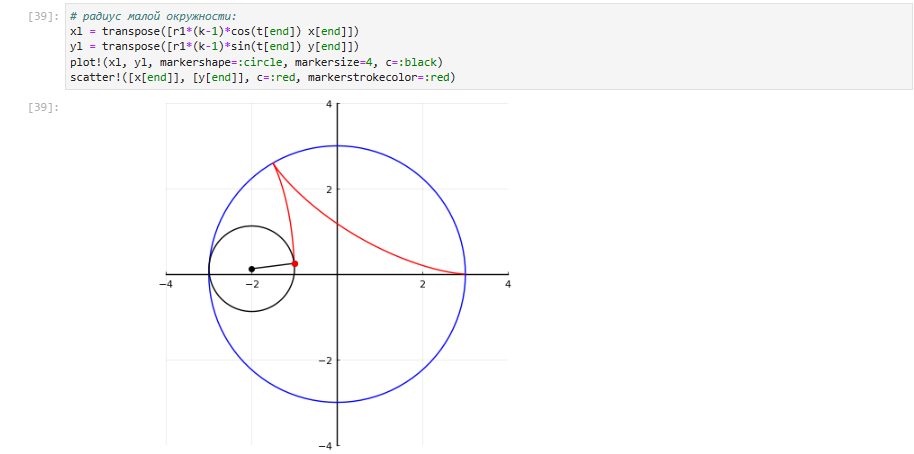 [39]: # радиус малой окружности:
xl = transpose([r1*(k-1)*cos(t[end]) x[end]])
yl = transpose([r1*(k-1)*sin(t[end]) y[end]])
plot!(xl, yl, markershape=:circle, markersize=4, c=:black)
scatter!([x[end]], [y[end]], c=:red, markerstrokecolor=:red)
[39]:
4
2
−4 −2 2 4
−2
−4